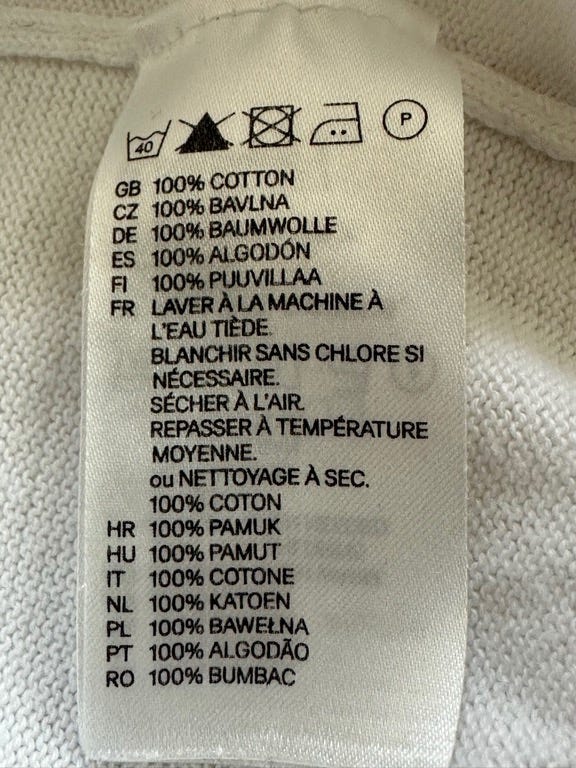 40 P
GB 100% COTTON
CZ 100% BAVLNA
DE 100% BAUMWOLLE
ES 100% ALGODÓN
FI 100% PUUVILLAA
FR LAVER À LA MACHINE À
L'EAU TIÈDE.
BLANCHIR SANS CHLORE SI
NÉCESSAIRE.
SÉCHER À L'AIR.
REPASSER À TEMPÉRATURE
MOYENNE.
ou NETTOYAGE À SEC.
100% COTON
HR 100% PAMUK
HU 100% PAMUT
IT 100% COTONE
NL 100% KATOEN
PL 100% BAWEŁNA
PT 100% ALGODÃO
RO 100% BUMBAC